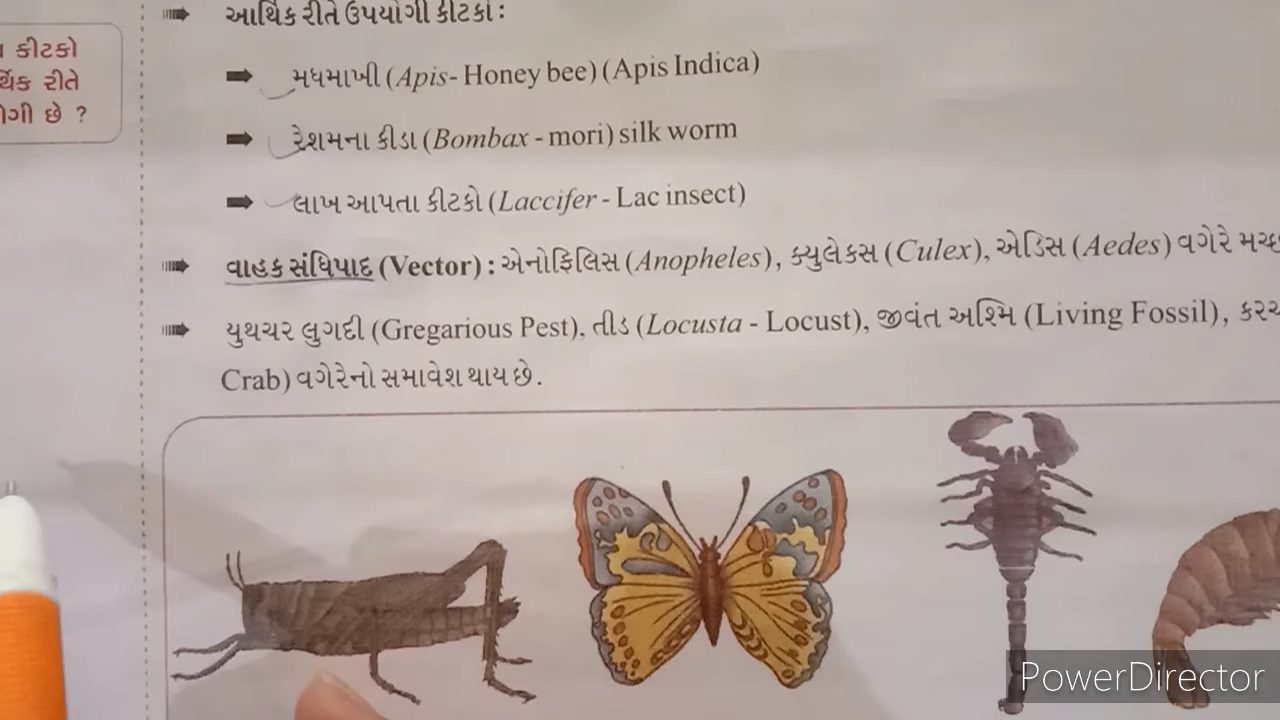 આર્થિક રીતે ઉપયોગી કીટકો :
કીટકો
રીતે
છે ?
મધમાખી (Apis- Honey bee) (Apis Indica)
રેશમના કીડા (Bombax - mori) silk worm
લાખ આપતા કીટકો (Laccifer - Lac insect)
વાહક સંધિપાદ (Vector) : એનોફિલિસ (Anopheles), ક્યુલેક્સ (Culex), એડિસ (Aedes) વગેરે
યુથચર લુગદી (Gregarious Pest), તીડ (Locusta - Locust), જીવંત અશ્મિ (Living Fossil),
Crab) વગેરેનો સમાવેશ થાય છે.
PowerDirector